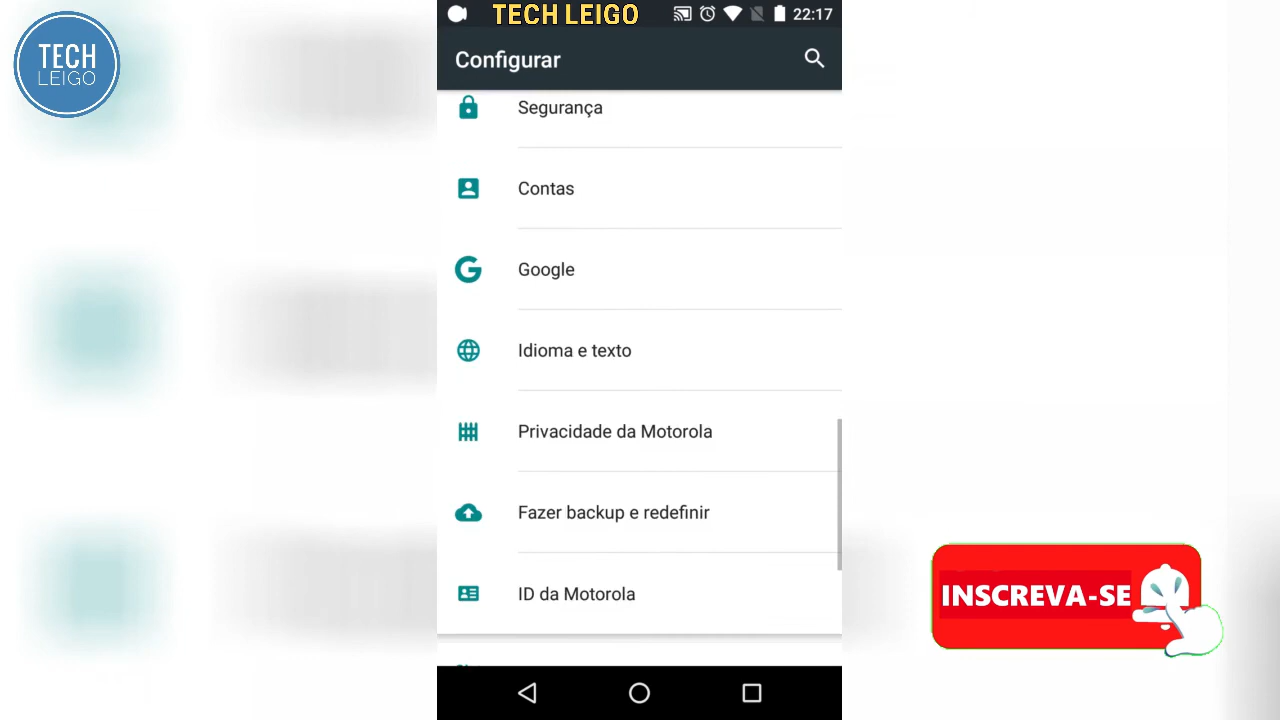 TECH LEIGO
22:17
TECH
LEIGO
Configurar
Segurança
Contas
Google
Idioma e texto
Privacidade da Motorola
Fazer backup e redefinir
ID da Motorola
INSCREVA-SE